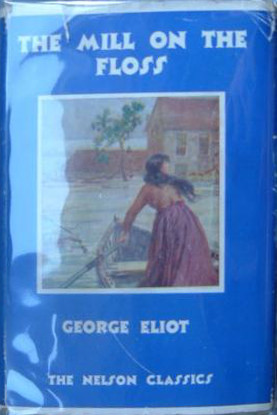 THE MILL ON THE
FLOSS
GEORGE ELIOT
THE NELSON CLASSICS